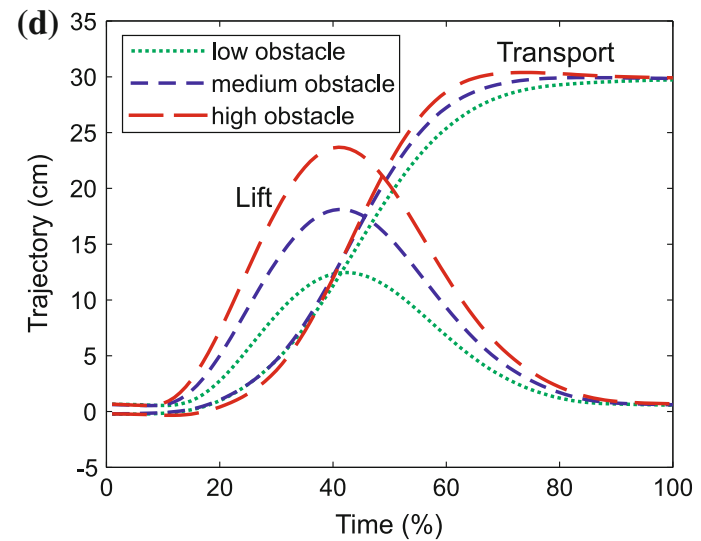 (d)
low obstacle
medium obstacle
high obstacle
Transport
Lift
Trajectory (cm)
35
30
25
20
15
10
5
0
-5
0 20 40 60 80 100
Time (%)